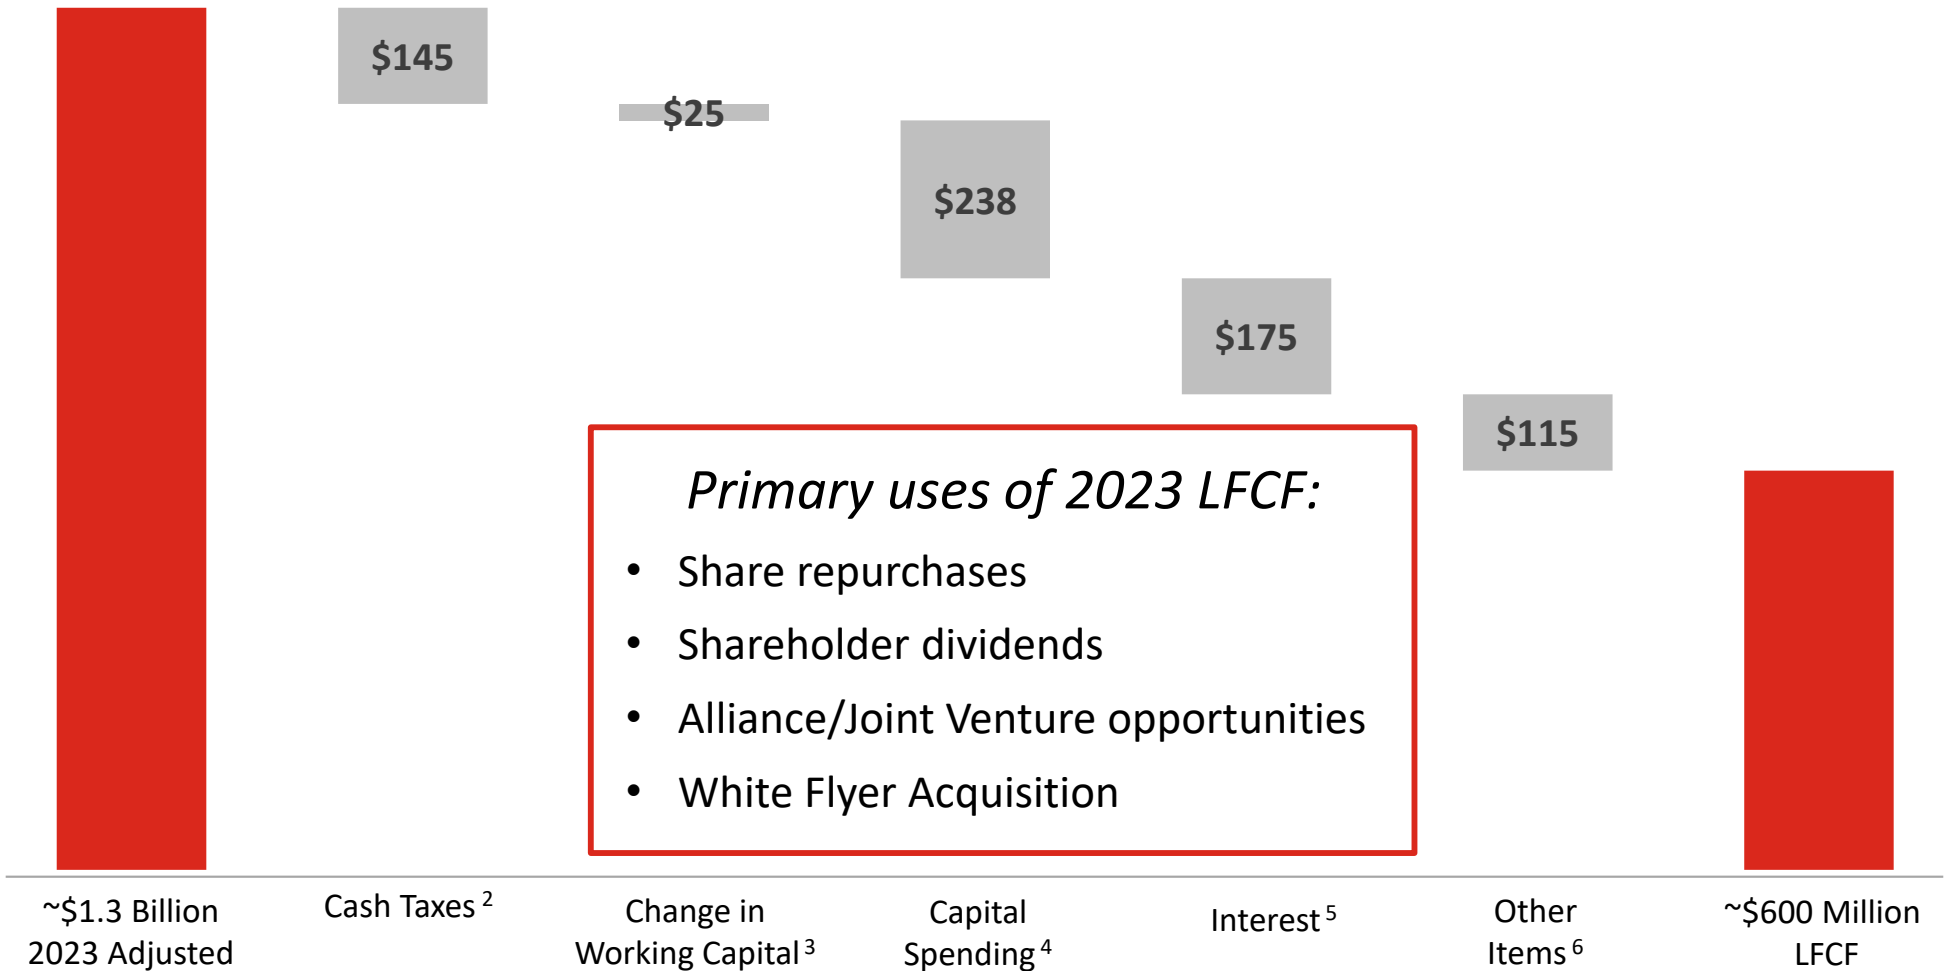 $145
$25
$238
$175
$115
Primary uses of 2023 LFCF:
• Share repurchases
• Shareholder dividends
• Alliance/Joint Venture opportunities
• White Flyer Acquisition
~$1.3 Billion
2023 Adjusted
Cash Taxes 2
Change in
Working Capital 3
Capital
Spending 4
Interest 5
Other
Items 6
~$600 Million
LFCF